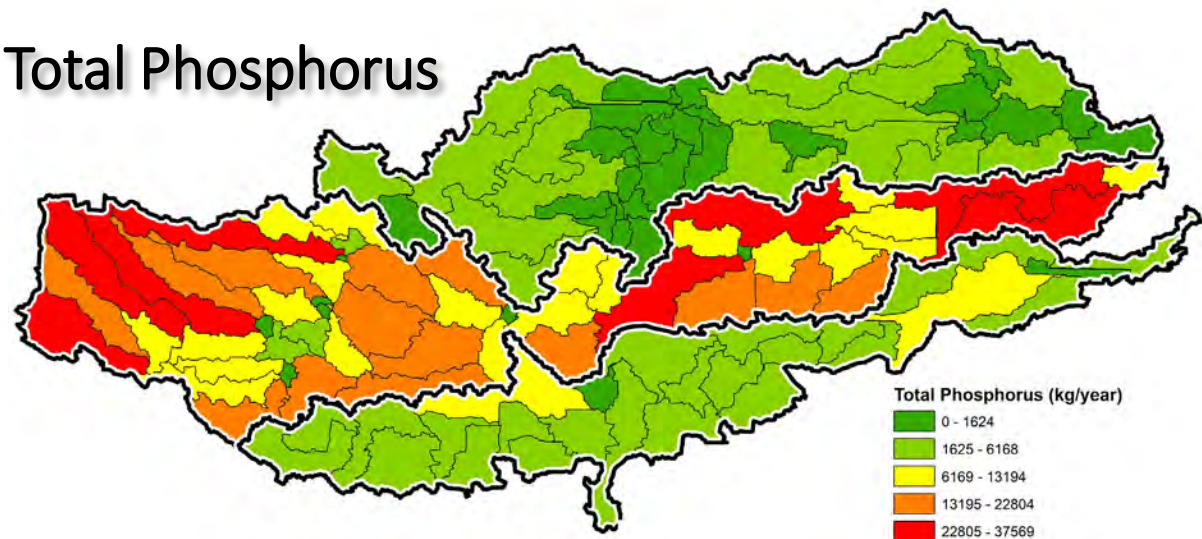 Total Phosphorus
Total Phosphorus (kg/year)
0 - 1624
1625 - 6168
6169 - 13194
13195 - 22804
22805 - 37569